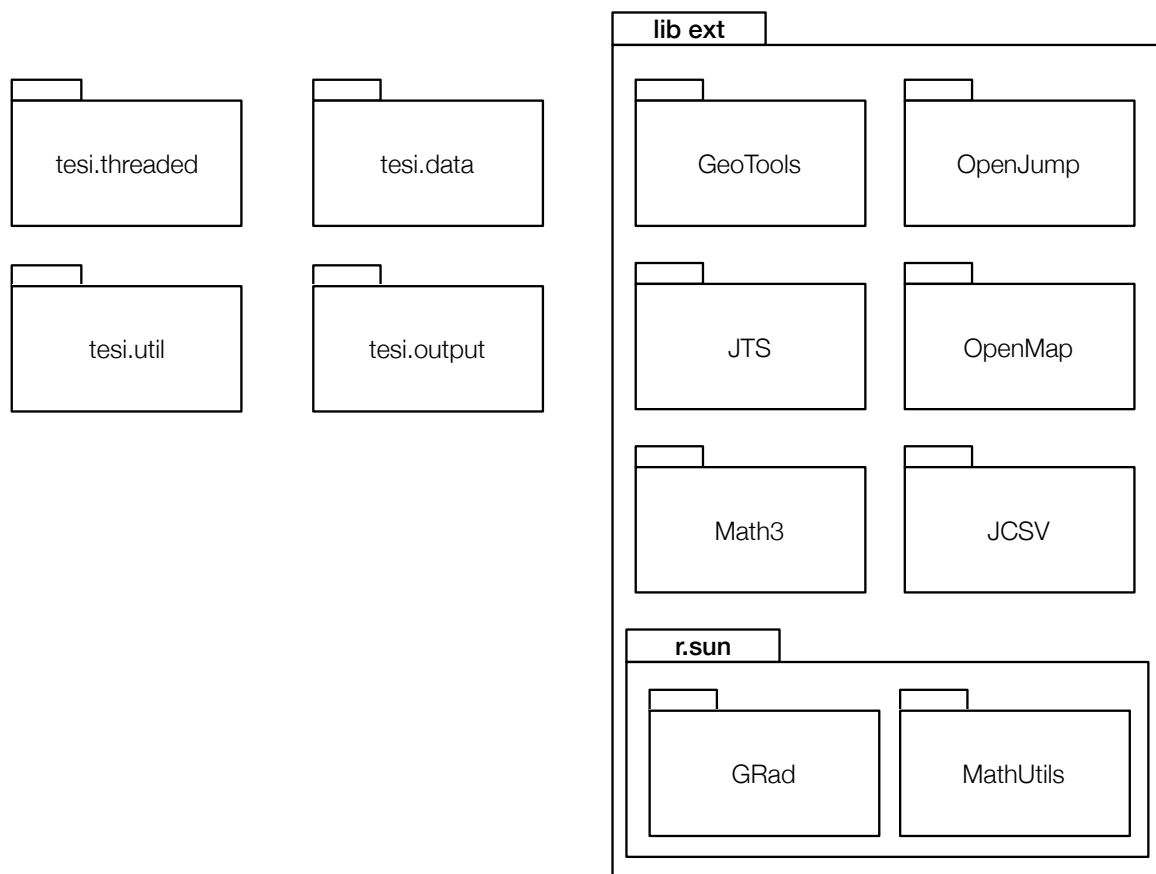 lib ext
tesi.threaded
tesi.data
GeoTools
OpenJump
tesi.util
tesi.output
JTS
OpenMap
Math3
JCSV
r.sun
GRad
MathUtils